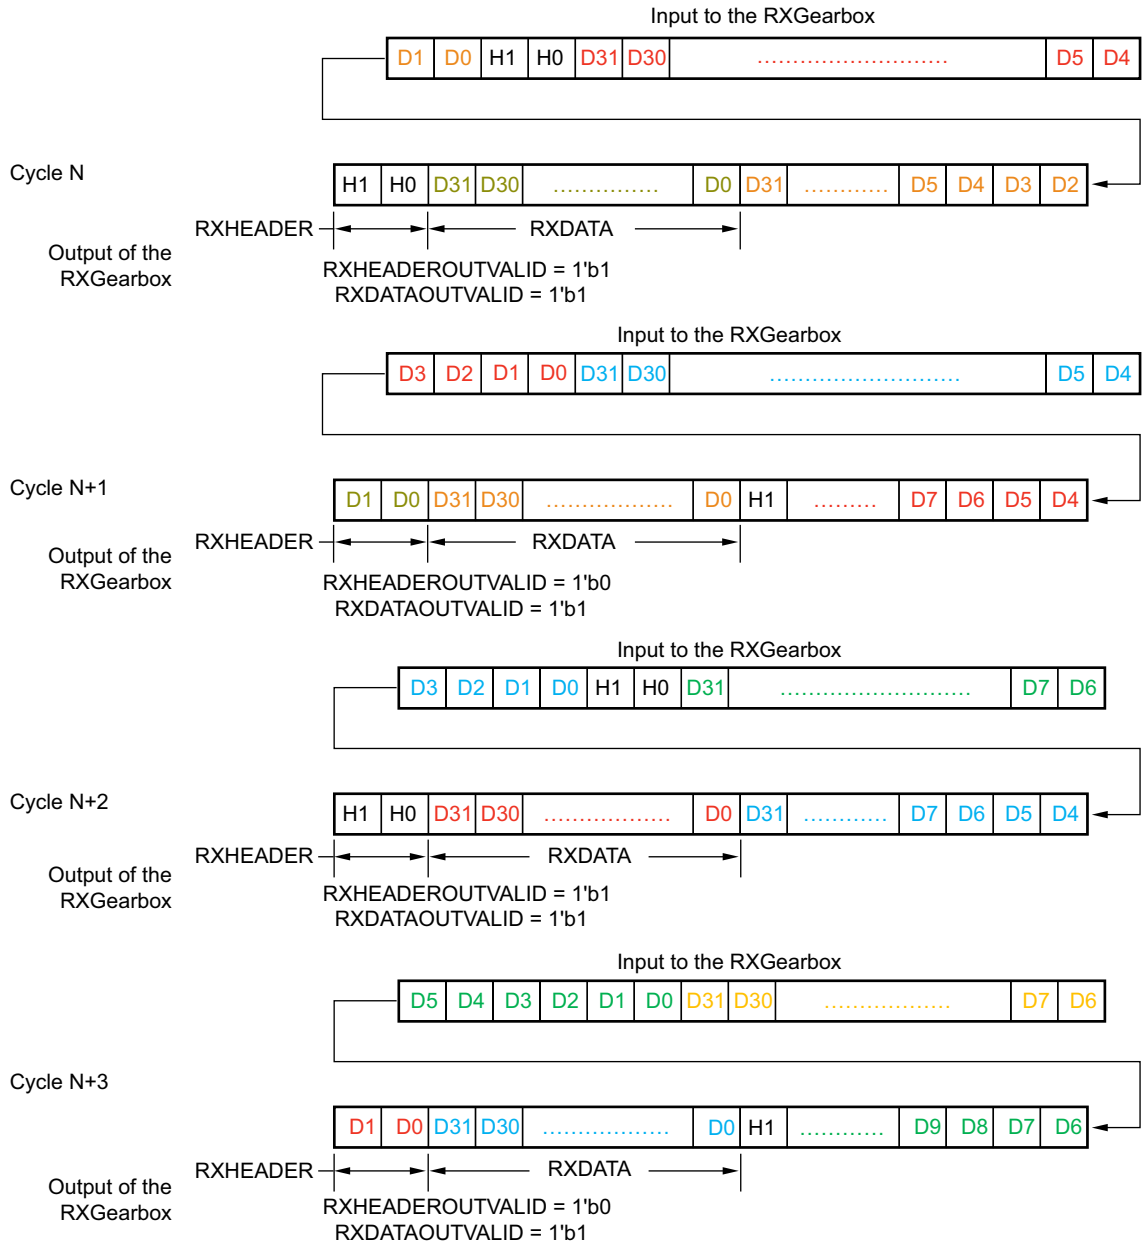 Input to the RXGearbox
D1 D0 H1 H0 D31 D30 ........................... D5 D4
Cycle N
H1 H0 D31 D30 ............... D0 D31 ............ D5 D4 D3 D2
RXHEADER RXDATA
Output of the
RXGearbox
RXHEADEROUTVALID = 1'b1
RXDATAOUTVALID = 1'b1
Input to the RXGearbox
D3 D2 D1 D0 D31 D30 ........................... D5 D4
Cycle N+1
D1 D0 D31 D30 .................. D0 H1 ......... D7 D6 D5 D4
RXHEADER RXDATA
Output of the
RXGearbox
RXHEADEROUTVALID = 1'b0
RXDATAOUTVALID = 1'b1
Input to the RXGearbox
D3 D2 D1 D0 H1 H0 D31 ........................... D7 D6
Cycle N+2
H1 H0 D31 D30 .................. D0 D31 ............ D7 D6 D5 D4
RXHEADER RXDATA
Output of the
RXGearbox
RXHEADEROUTVALID = 1'b1
RXDATAOUTVALID = 1'b1
Input to the RXGearbox
D5 D4 D3 D2 D1 D0 D31 D30 .................. D7 D6
Cycle N+3
D1 D0 D31 D30 .................. D0 H1 ............ D9 D8 D7 D6
RXHEADER RXDATA
Output of the
RXGearbox
RXHEADEROUTVALID = 1'b0
RXDATAOUTVALID = 1'b1